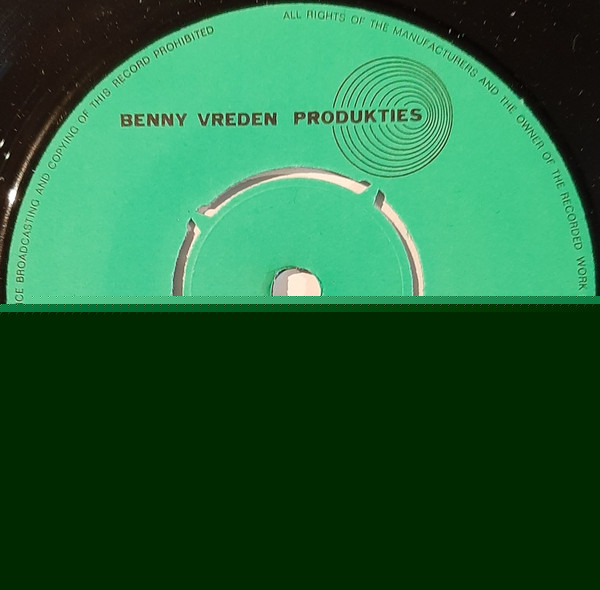 BENNY VREDEN PRODUKTIES
ALL RIGHTS OF THE MANUFACTURERS AND THE OWNER OF THE RECORDED WORK
BROADCASTING AND COPYING OF THIS RECORD PROHIBITED